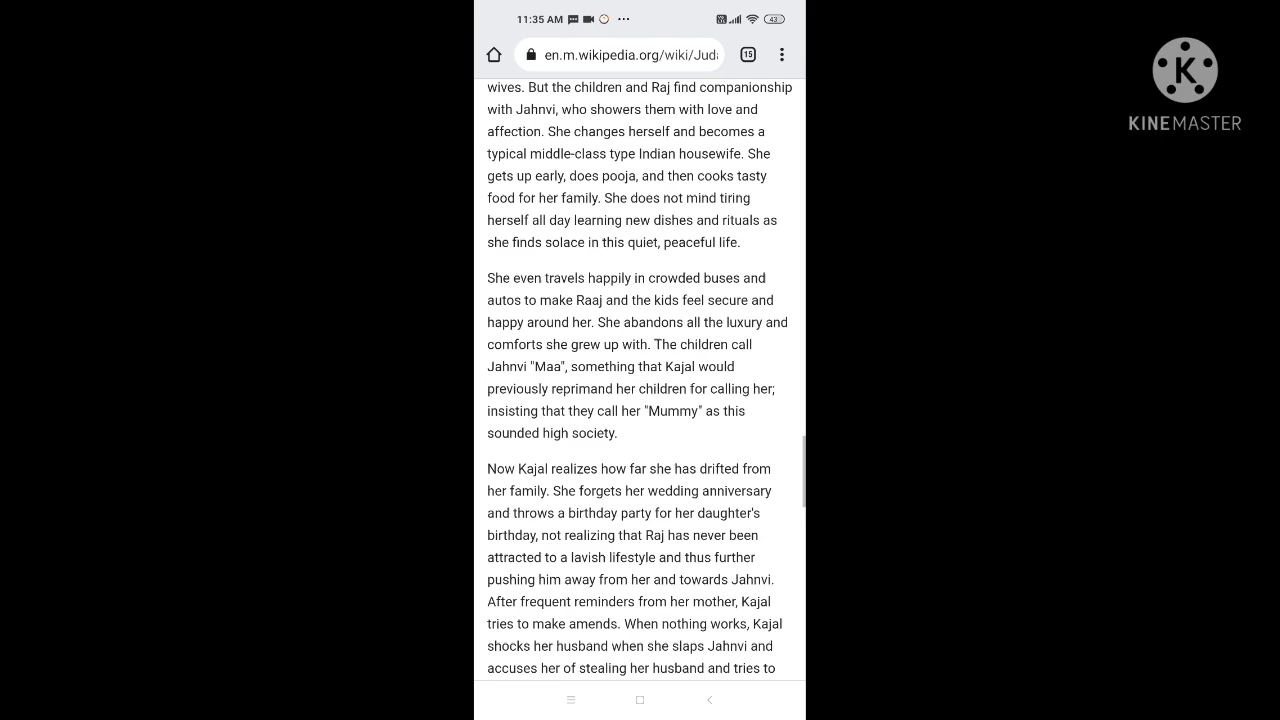 11:35 AM
43
en.m.wikipedia.org/wiki/Jud
15
K
KINEMASTER
wives. But the children and Raj find companionship
with Jahnvi, who showers them with love and
affection. She changes herself and becomes a
typical middle-class type Indian housewife. She
gets up early, does pooja, and then cooks tasty
food for her family. She does not mind tiring
herself all day learning new dishes and rituals as
she finds solace in this quiet, peaceful life.
She even travels happily in crowded buses and
autos to make Raaj and the kids feel secure and
happy around her. She abandons all the luxury and
comforts she grew up with. The children call
Jahnvi "Maa", something that Kajal would
previously reprimand her children for calling her;
insisting that they call her "Mummy" as this
sounded high society.
Now Kajal realizes how far she has drifted from
her family. She forgets her wedding anniversary
and throws a birthday party for her daughter's
birthday, not realizing that Raj has never been
attracted to a lavish lifestyle and thus further
pushing him away from her and towards Jahnvi.
After frequent reminders from her mother, Kajal
tries to make amends. When nothing works, Kajal
shocks her husband when she slaps Jahnvi and
accuses her of stealing her husband and tries to